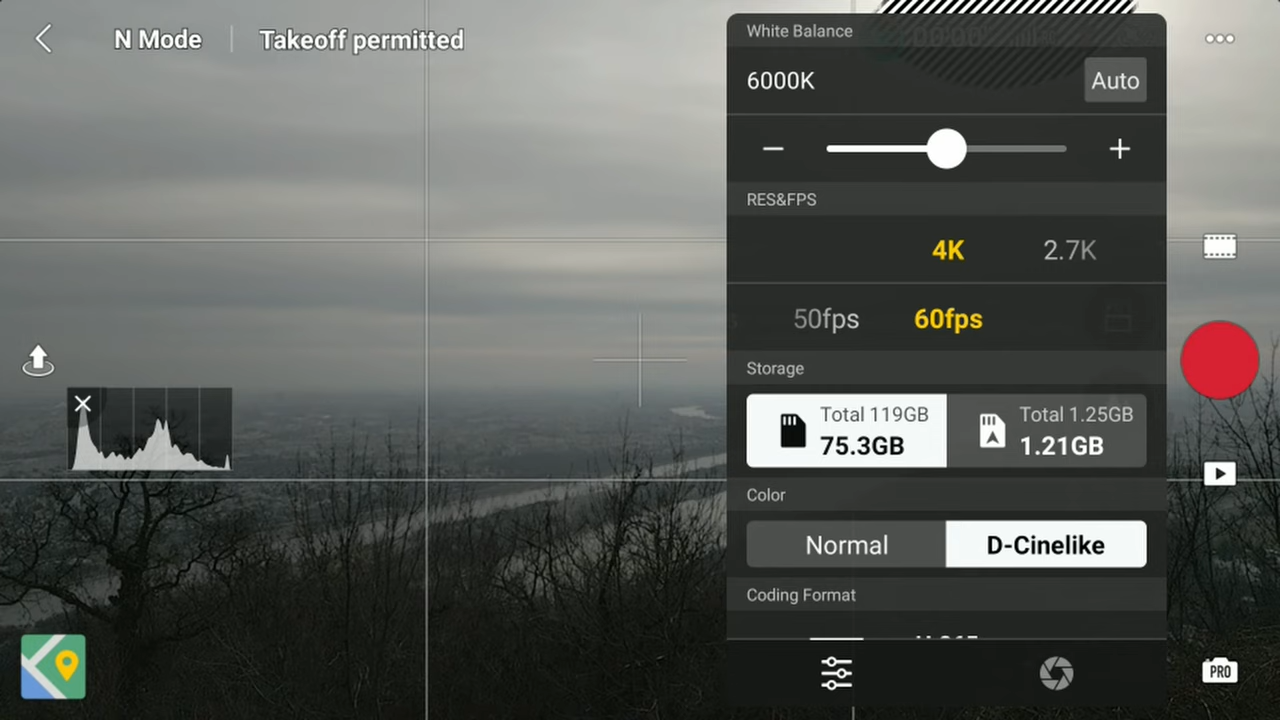 N Mode
Takeoff permitted
White Balance
6000K
Auto
RES&FPS
4K
2.7K
50fps
60fps
Storage
Total 119GB
75.3GB
Total 1.25GB
1.21GB
Color
Normal
D-Cinelike
Coding Format
PRO